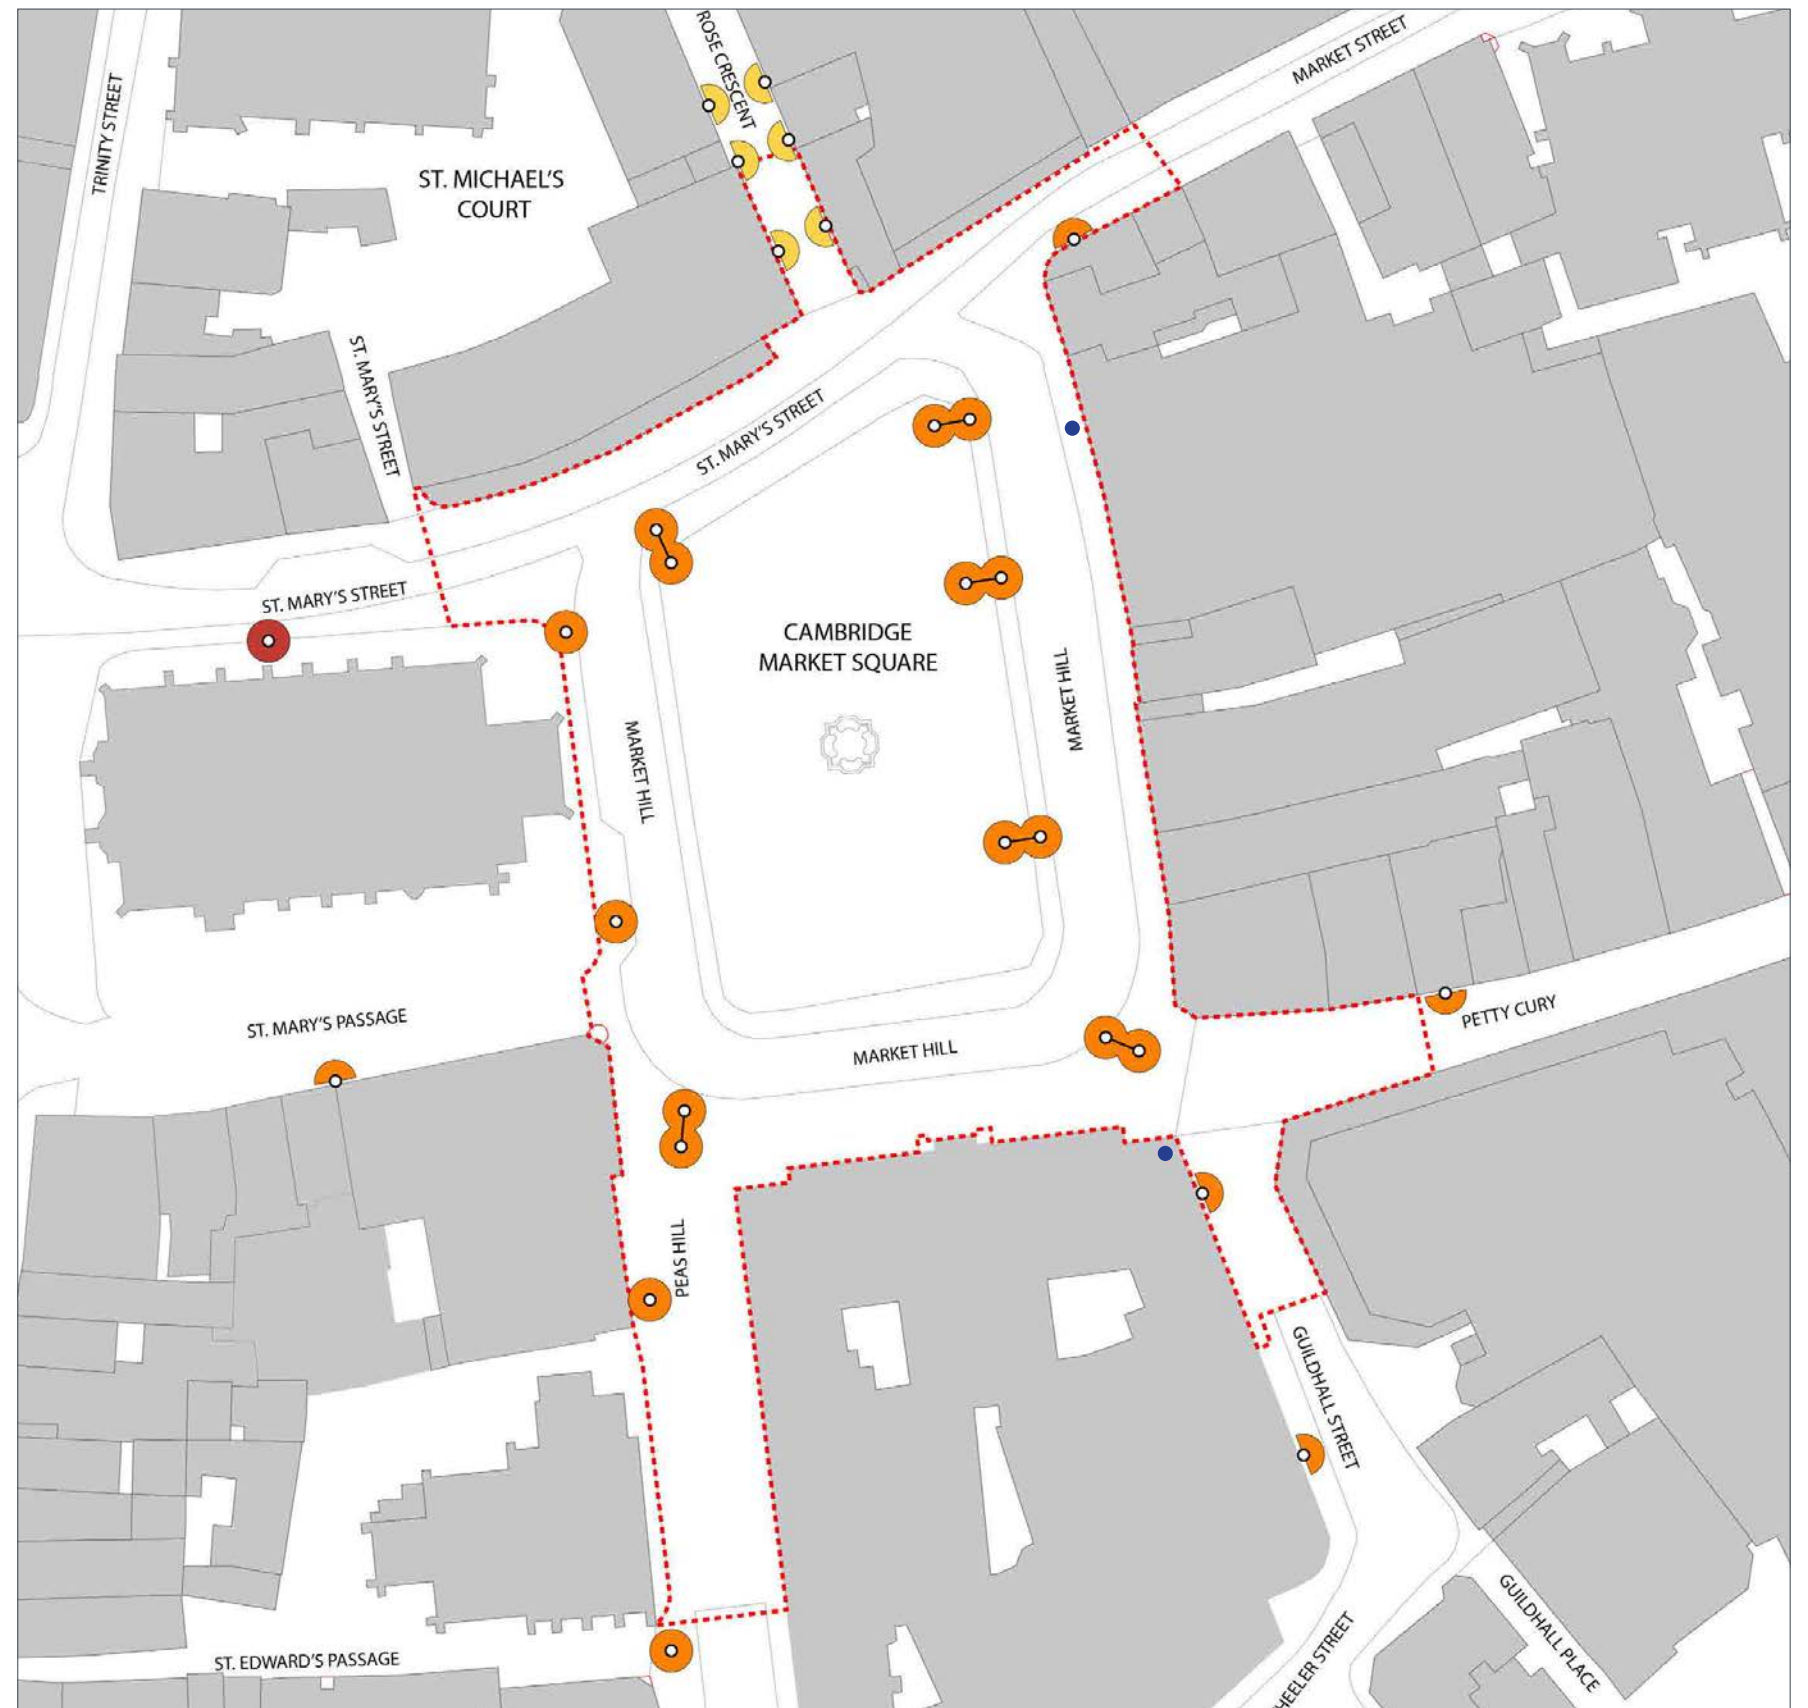 ROSE CRESCENT
MARKET STREET
TRINITY STREET
ST. MICHAEL'S
COURT
ST. MARY'S STREET
ST. MARY'S STREET
ST. MARY'S STREET
CAMBRIDGE
MARKET SQUARE
MARKET HILL
MARKET HILL
PETTY CURY
ST. MARY'S PASSAGE
MARKET HILL
PEAS HILL
GUILDHALL STREET
GUILDHALL PLACE
HEELER STREET
ST. EDWARD'S PASSAGE